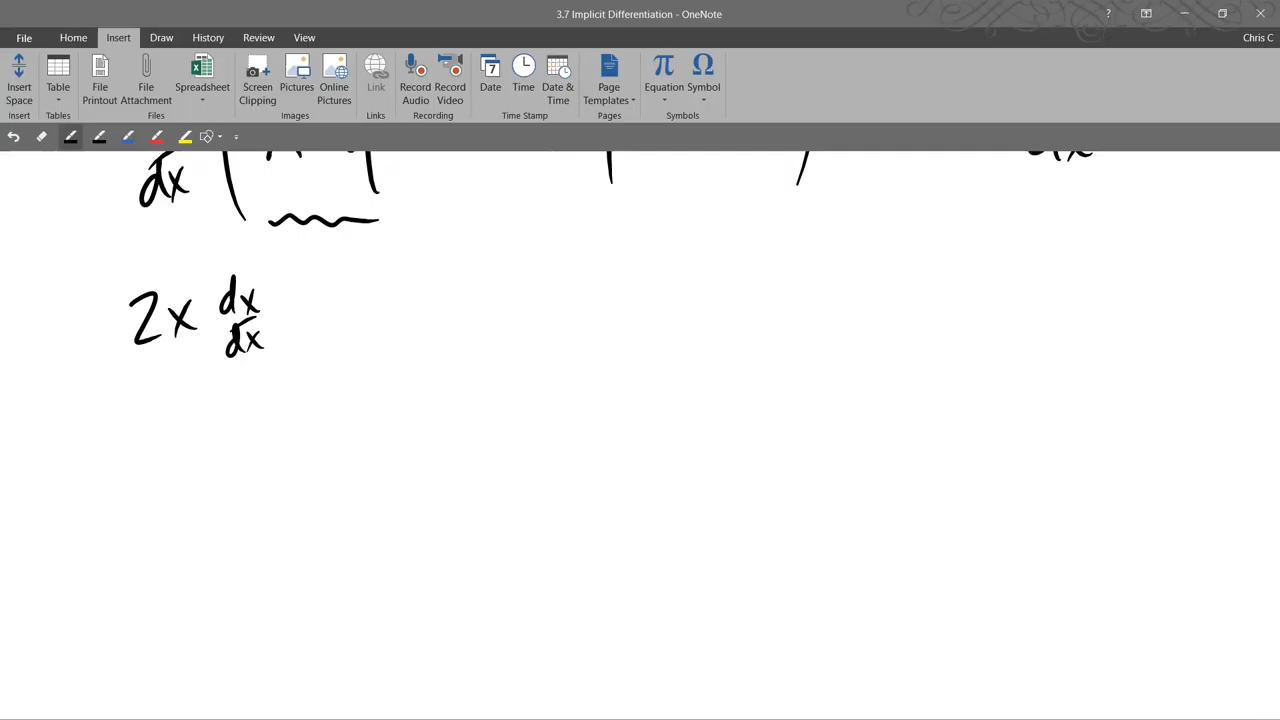 3.7 Implicit Differentiation - OneNote
?
File Home Insert Draw History Review View Chris C
Insert Space Table File Printout File Attachment Spreadsheet Screen Clipping Pictures Online Pictures Link Record Audio Record Video Date Time Date & Time Page Templates Equation Symbol
Insert Tables Files Images Links Recording Time Stamp Pages Symbols
d x
2x dx
dx